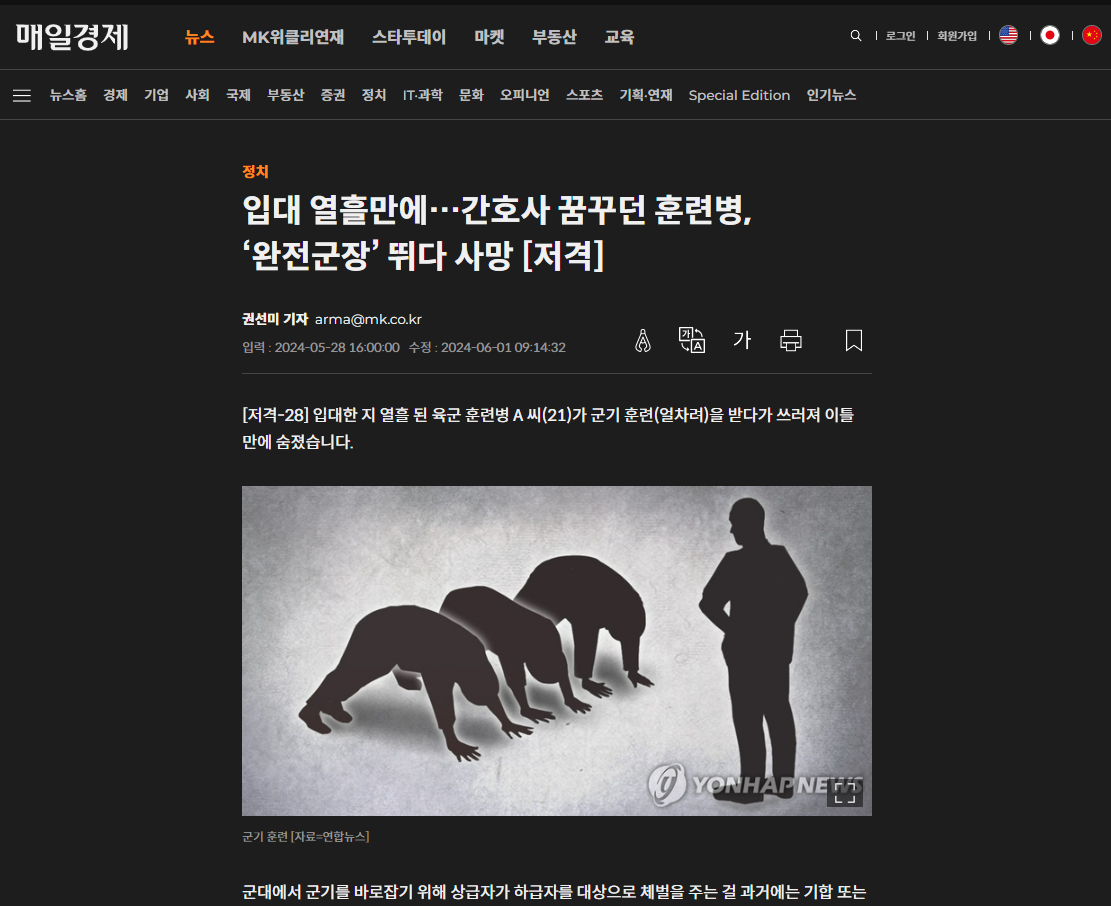 매일경제
뉴스 MK위클리연재 스타투데이 마켓 부동산 교육
로그인 회원가입
뉴스홈 경제 기업 사회 국제 부동산 증권 정치 IT·과학 문화 오피니언 스포츠 기획·연재 Special Edition 인기뉴스
정치
입대 열흘만에…간호사 꿈꾸던 훈련병,
‘완전군장’ 뛰다 사망 [저격]
권선미 기자 arma@mk.co.kr
입력 : 2024-05-28 16:00:00 수정 : 2024-06-01 09:14:32
가 A
가
[저격-28] 입대한 지 열흘 된 육군 훈련병 A 씨(21)가 군기 훈련(얼차려)을 받다가 쓰러져 이틀
만에 숨졌습니다.
YONHAP NEWS
군기 훈련 [자료=연합뉴스]
군대에서 군기를 바로잡기 위해 상급자가 하급자를 대상으로 체벌을 주는 걸 과거에는 기합 또는